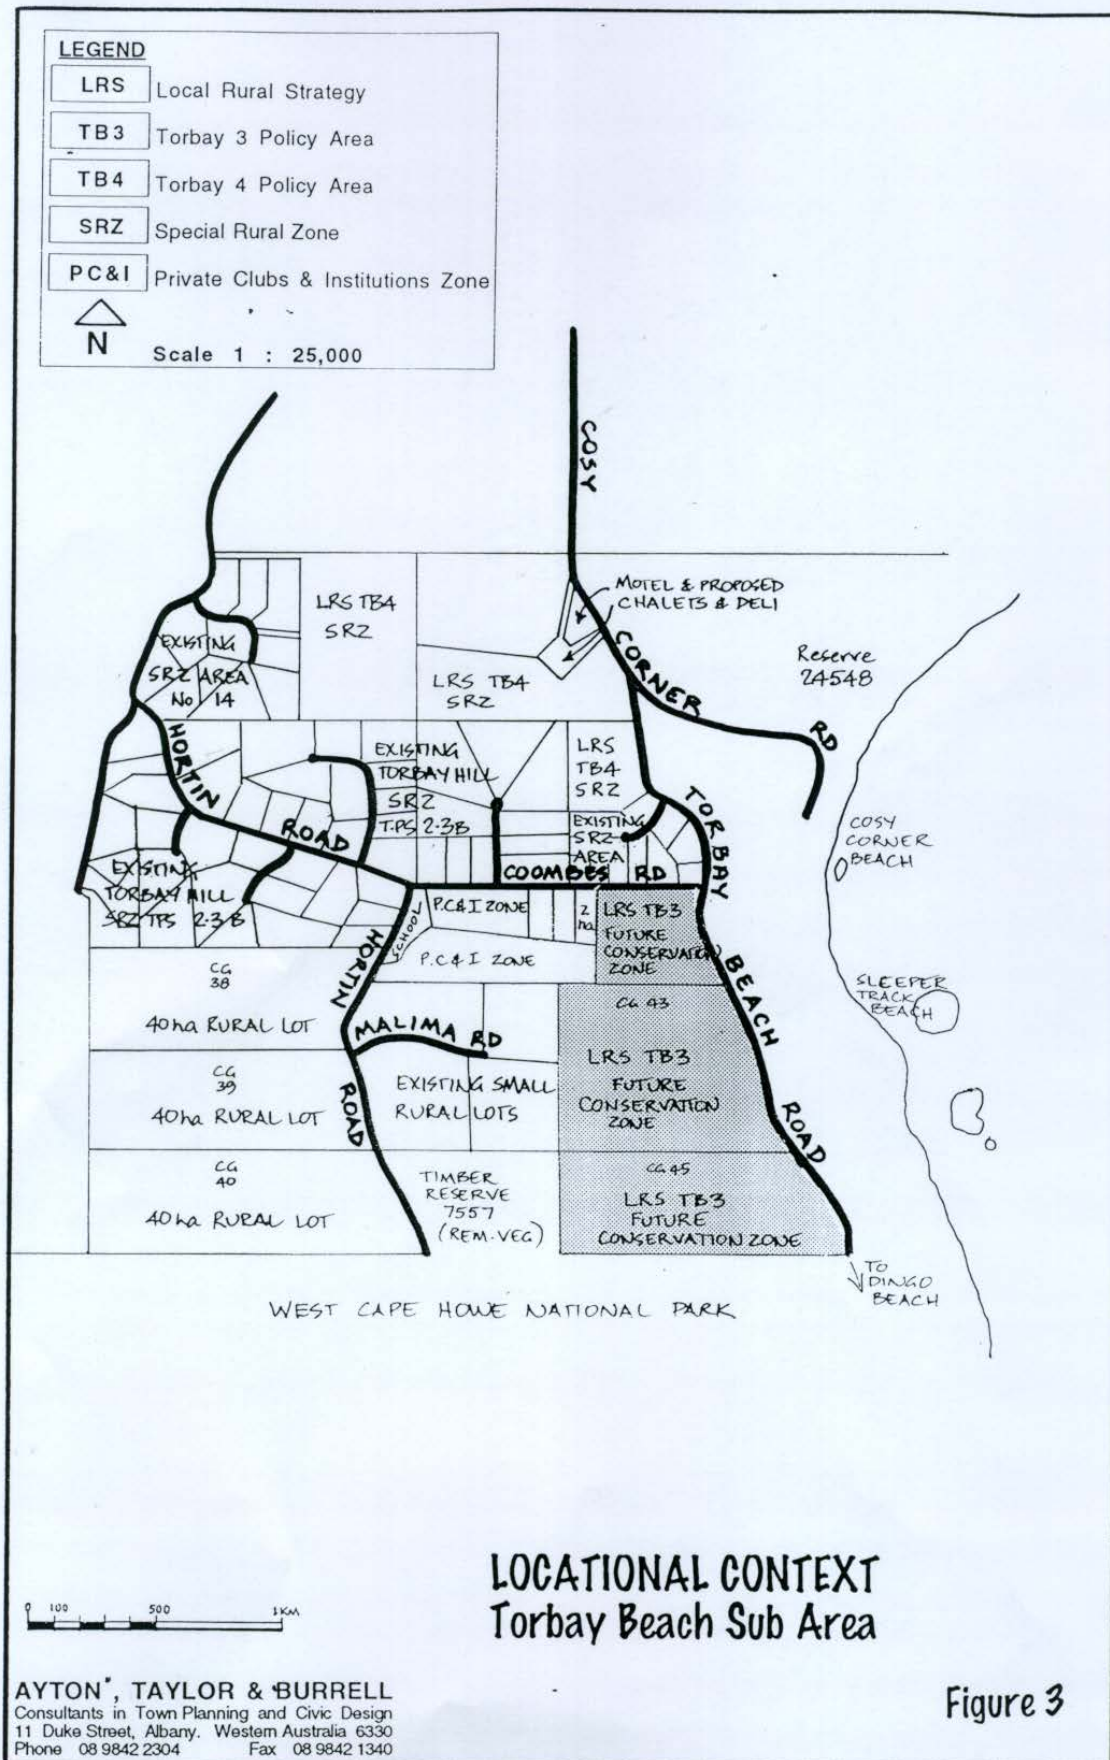 LEGEND
LRS Local Rural Strategy
TB3 Torbay 3 Policy Area
TB4 Torbay 4 Policy Area
SRZ Special Rural Zone
PC&I Private Clubs & Institutions Zone
N
Scale 1 : 25,000
COSY
CORNER
RD
MOTEL & PROPOSED
CHALETS & DELI
LRS TB4
SRZ
EXISTING
SRZ AREA
No 14
LRS TB4
SRZ
Reserve
24548
HORTIN
ROAD
EXISTING
TORBAY HILL
SRZ
T.PS 2.3B
LRS
TB4
SRZ
EXISTING
SRZ
AREA
COOMBES RD
TORBAY
BEACH
ROAD
COSY
CORNER
BEACH
EXISTING
TORBAY HILL
SRZ TPS 2.3B
P.C&I ZONE
2
ha
LRS TB3
FUTURE
CONSERVATION
ZONE
SCHOOL
P.C & I ZONE
HORTIN
ROAD
CG
38
40ha RURAL LOT
MALIMA RD
CG 43
LRS TB3
FUTURE
CONSERVATION
ZONE
SLEEPER
TRACK
BEACH
CG
39
40ha RURAL LOT
EXISTING SMALL
RURAL LOTS
CG
40
40ha RURAL LOT
TIMBER
RESERVE
7557
(REM.VEG)
CG 45
LRS TB3
FUTURE
CONSERVATION ZONE
TO
DINGO
BEACH
WEST CAPE HOWE NATIONAL PARK
LOCATIONAL CONTEXT
Torbay Beach Sub Area
0 100 500 1KM
AYTON, TAYLOR & BURRELL
Consultants in Town Planning and Civic Design
11 Duke Street, Albany. Western Australia 6330
Phone 08 9842 2304 Fax 08 9842 1340
Figure 3